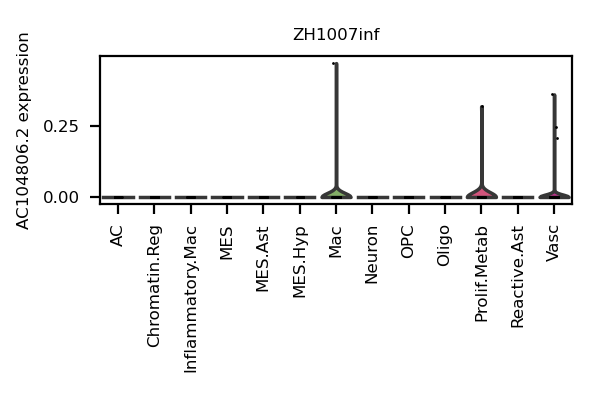 ZH1007inf
AC104806.2 expression
0.25
0.00
AC
Chromatin.Reg
Inflammatory.Mac
MES
MES.Ast
MES.Hyp
Mac
Neuron
OPC
Oligo
Prolif.Metab
Reactive.Ast
Vasc